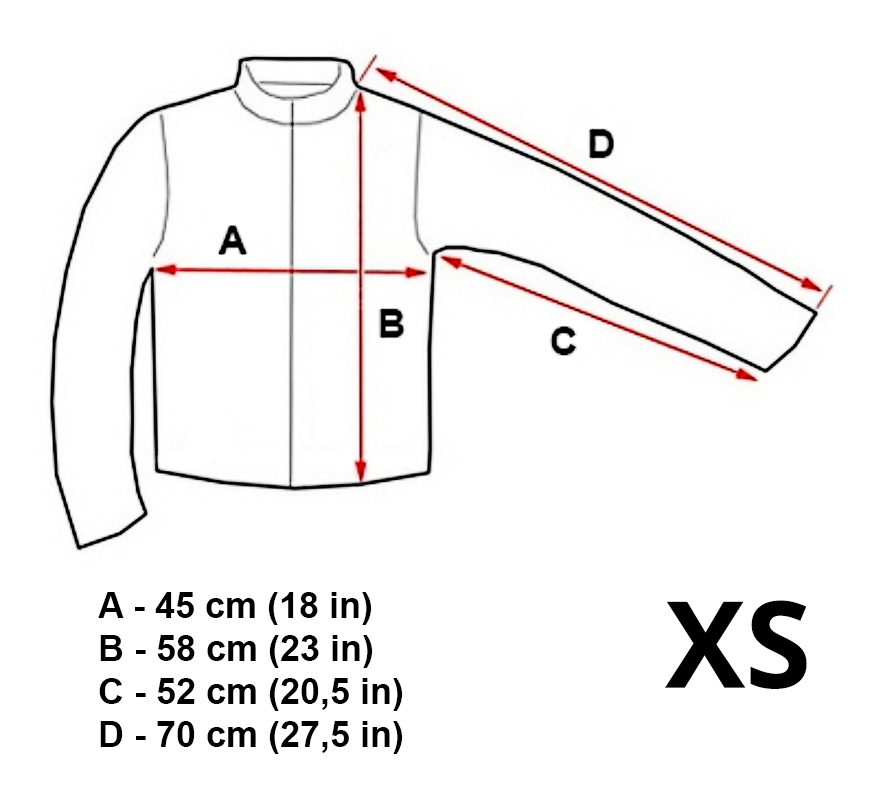 D
A
B
C
A - 45 cm (18 in)
B - 58 cm (23 in)
C - 52 cm (20,5 in)
D - 70 cm (27,5 in)
XS